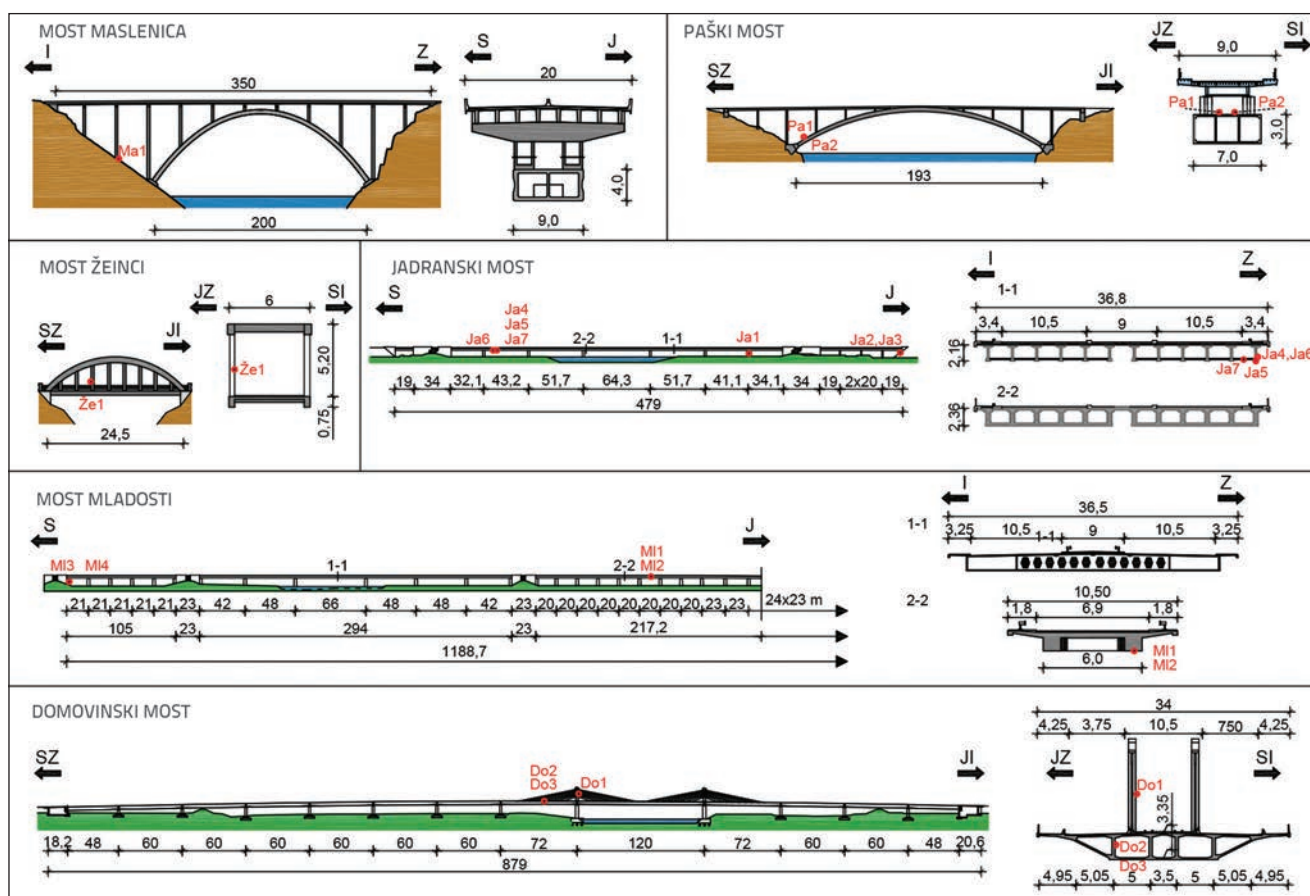 MOST MASLENICA
I
Z
350
Ma1
200
S
J
20
4,0
9,0
PAŠKI MOST
SZ
JI
Pa1
Pa2
193
JZ
SI
9,0
Pa1
Pa2
3,0
7,0
MOST ŽEINCI
SZ
JI
Že1
24,5
JZ
SI
6
Že1
5,20
0,75
JADRANSKI MOST
S
J
Ja4
Ja5
Ja6 Ja7
2-2
1-1
Ja1
Ja2,Ja3
19 34 32,1 43,2 51,7 64,3 51,7 41,1 34,1 34 19 2x20 19
479
I
Z
1-1
36,8
3,4 10,5 9 10,5 3,4
2,16
Ja4,Ja6
Ja7 Ja5
2-2
2,36
MOST MLADOSTI
S
J
Ml3 Ml4
1-1
2-2
Ml1
Ml2
21 21 21 21 21 23 42 48 66 48 48 42 23 20 20 20 20 20 20 20 23 23 24x23 m
105 23 294 23 217,2
1188,7
I
Z
36,5
1-1
3,25 10,5 1-1 9 10,5 3,25
2-2
10,50
1,8 6,9 1,8
Ml1
Ml2
6,0
DOMOVINSKI MOST
SZ
JI
Do2
Do3
Do1
18,2 48 60 60 60 60 60 72 120 72 60 60 60 48 20,6
879
34
4,25 3,75 10,5 750 4,25
JZ
SI
Do1
3,35
Do2
Do3
4,95 5,05 5 3,5 5 5,05 4,95